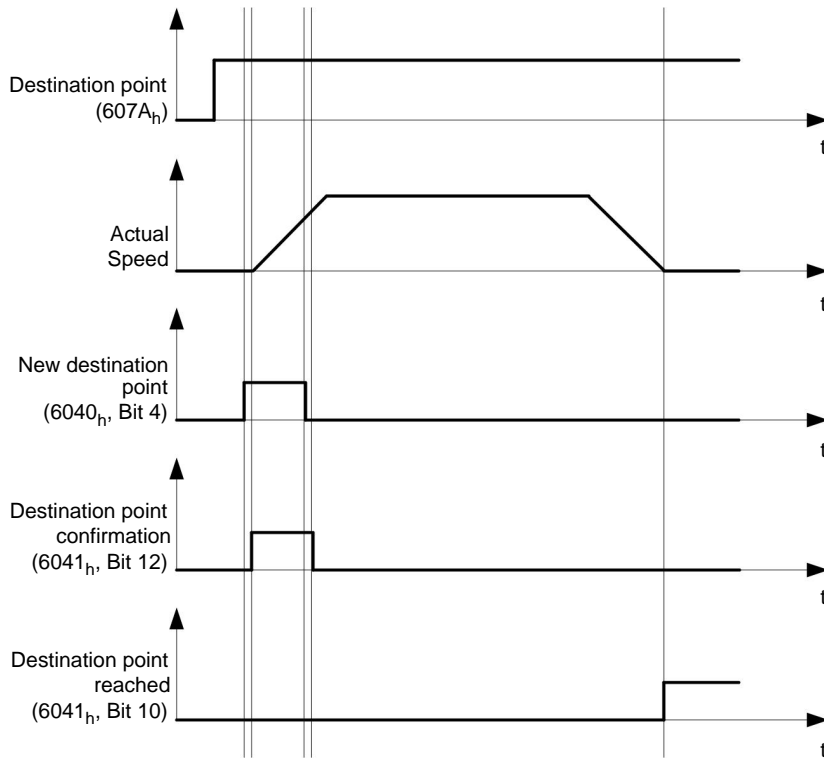 Destination point
(607Aₕ)
t
Actual
Speed
t
New destination
point
(6040ₕ, Bit 4)
t
Destination point
confirmation
(6041ₕ, Bit 12)
t
Destination point
reached
(6041ₕ, Bit 10)
t